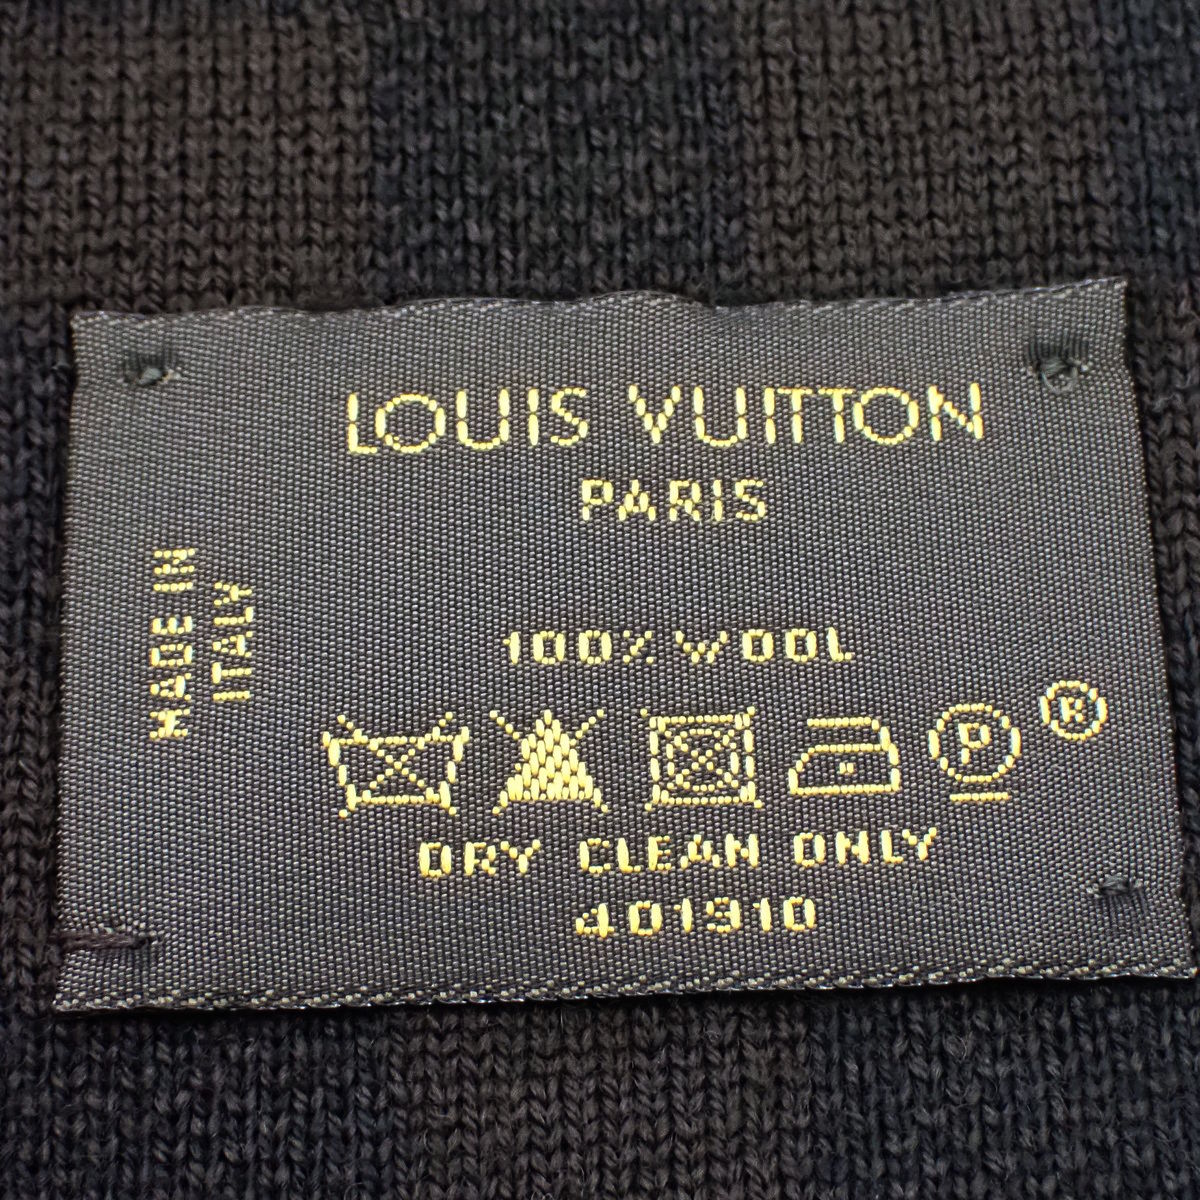 LOUIS VUITTON
PARIS
MADE IN
ITALY
100% WOOL
P ®
DRY CLEAN ONLY
401910